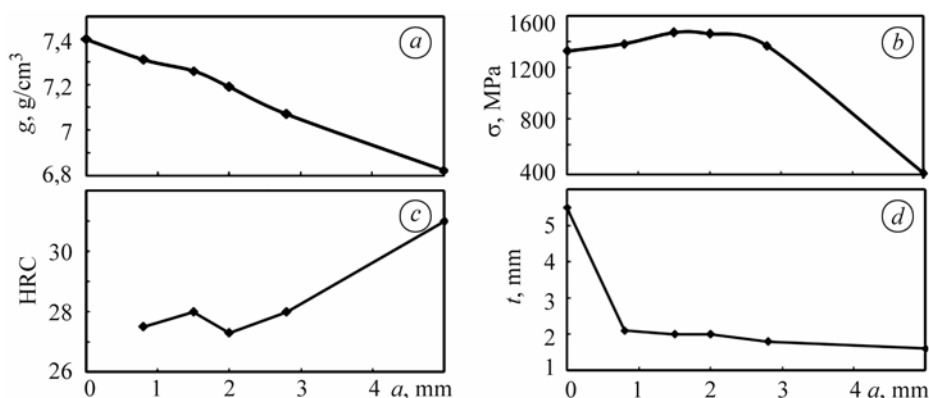 7,4
7,2
7
6,8
g, g/cm³
a
1600
1200
800
400
σ, MPa
b
30
28
26
HRC
c
0 1 2 3 4 a, mm
5
4
3
2
1
t, mm
d
0 1 2 3 4 a, mm